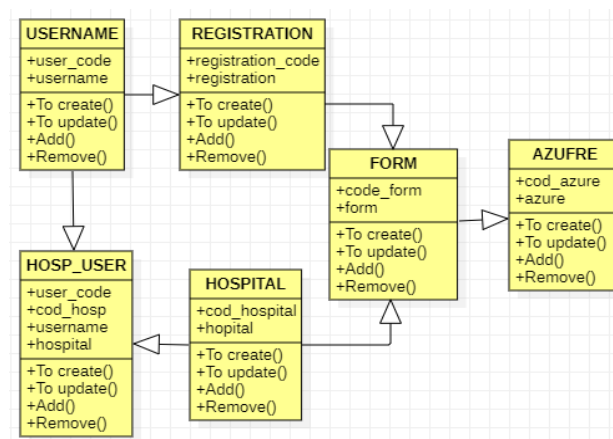 USERNAME
+user_code
+username
+To create()
+To update()
+Add()
+Remove()
REGISTRATION
+registration_code
+registration
+To create()
+To update()
+Add()
+Remove()
FORM
+code_form
+form
+To create()
+To update()
+Add()
+Remove()
AZUFRE
+cod_azure
+azure
+To create()
+To update()
+Add()
+Remove()
HOSP_USER
+user_code
+cod_hosp
+username
+hospital
+To create()
+To update()
+Add()
+Remove()
HOSPITAL
+cod_hospital
+hopital
+To create()
+To update()
+Add()
+Remove()